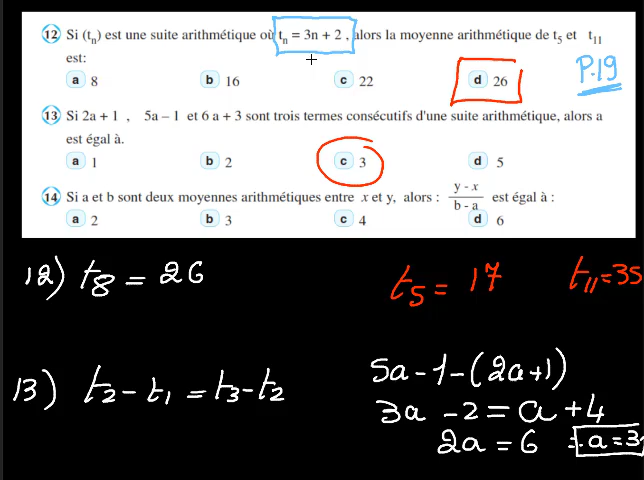 12 Si (tn) est une suite arithmétique où tn = 3n + 2 , alors la moyenne arithmétique de t5 et t11
est:
a 8 b 16 c 22 d 26
P.19
13 Si 2a + 1 , 5a – 1 et 6 a + 3 sont trois termes consécutifs d'une suite arithmétique, alors a
est égal à.
a 1 b 2 c 3 d 5
14 Si a et b sont deux moyennes arithmétiques entre x et y, alors : y - x / b - a est égal à :
a 2 b 3 c 4 d 6
12) t8 = 26 t5 = 17 t11 = 35
13) t2 - t1 = t3 - t2
5a - 1 - (2a + 1)
3a - 2 = a + 4
2a = 6 = a = 3